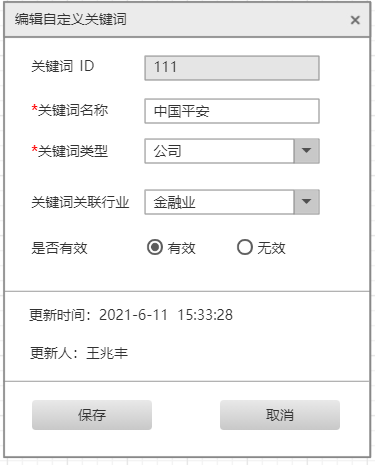 编辑自定义关键词
关键词 ID 111
*关键词名称 中国平安
*关键词类型 公司
关键词关联行业 金融业
是否有效 有效 无效
更新时间：2021-6-11 15:33:28
更新人：王兆丰
保存 取消